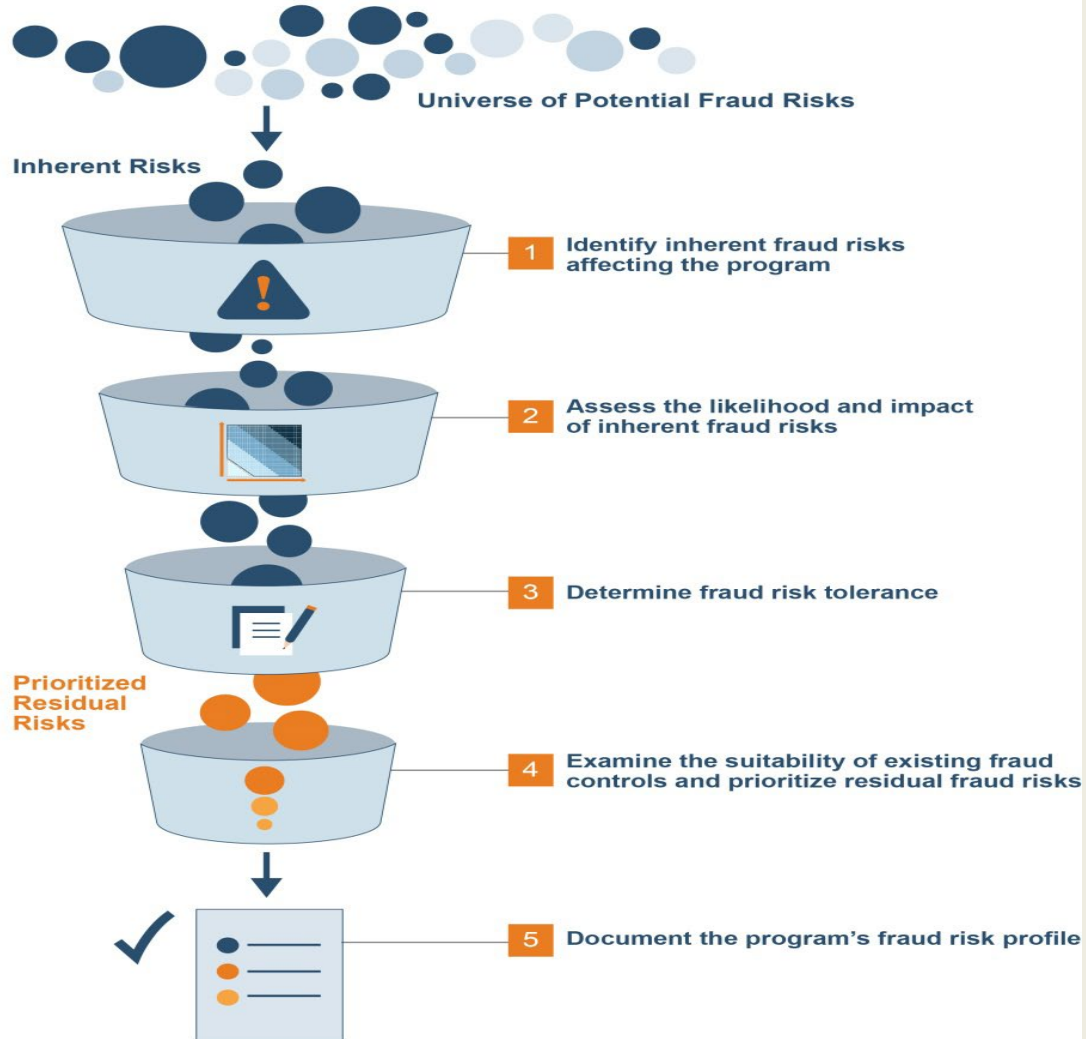 Universe of Potential Fraud Risks
Inherent Risks
1
Identify inherent fraud risks
affecting the program
!
2
Assess the likelihood and impact
of inherent fraud risks
3
Determine fraud risk tolerance
Prioritized
Residual
Risks
4
Examine the suitability of existing fraud
controls and prioritize residual fraud risks
5
Document the program’s fraud risk profile